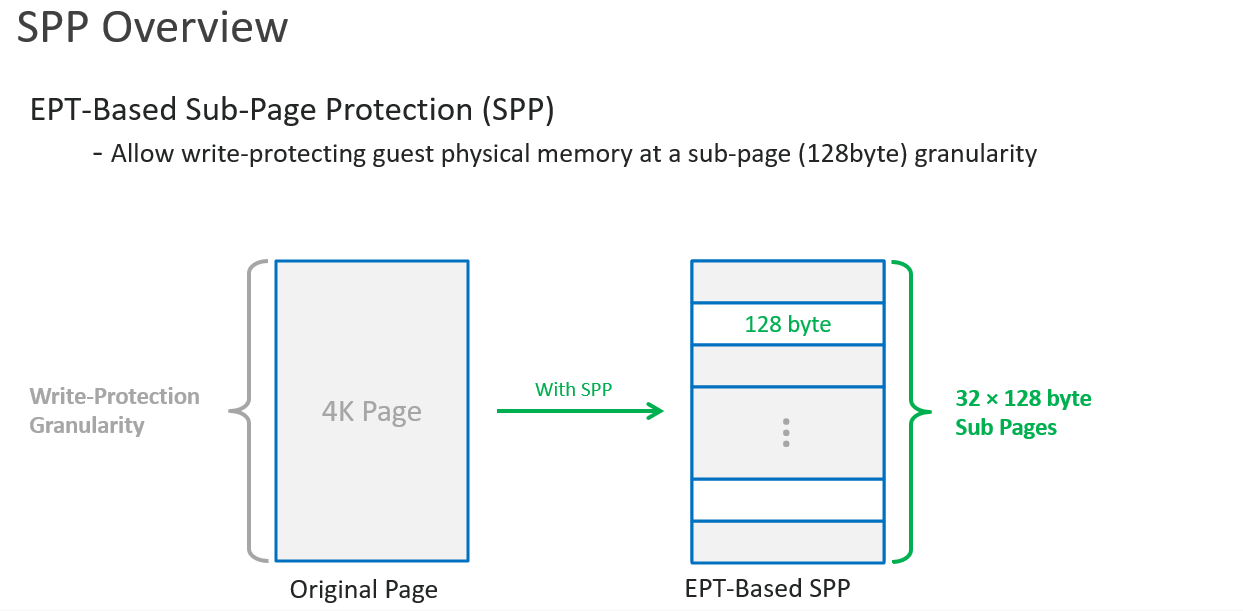 SPP Overview
EPT-Based Sub-Page Protection (SPP)
- Allow write-protecting guest physical memory at a sub-page (128byte) granularity
Write-Protection
Granularity
4K Page
Original Page
With SPP
128 byte
EPT-Based SPP
32 × 128 byte
Sub Pages